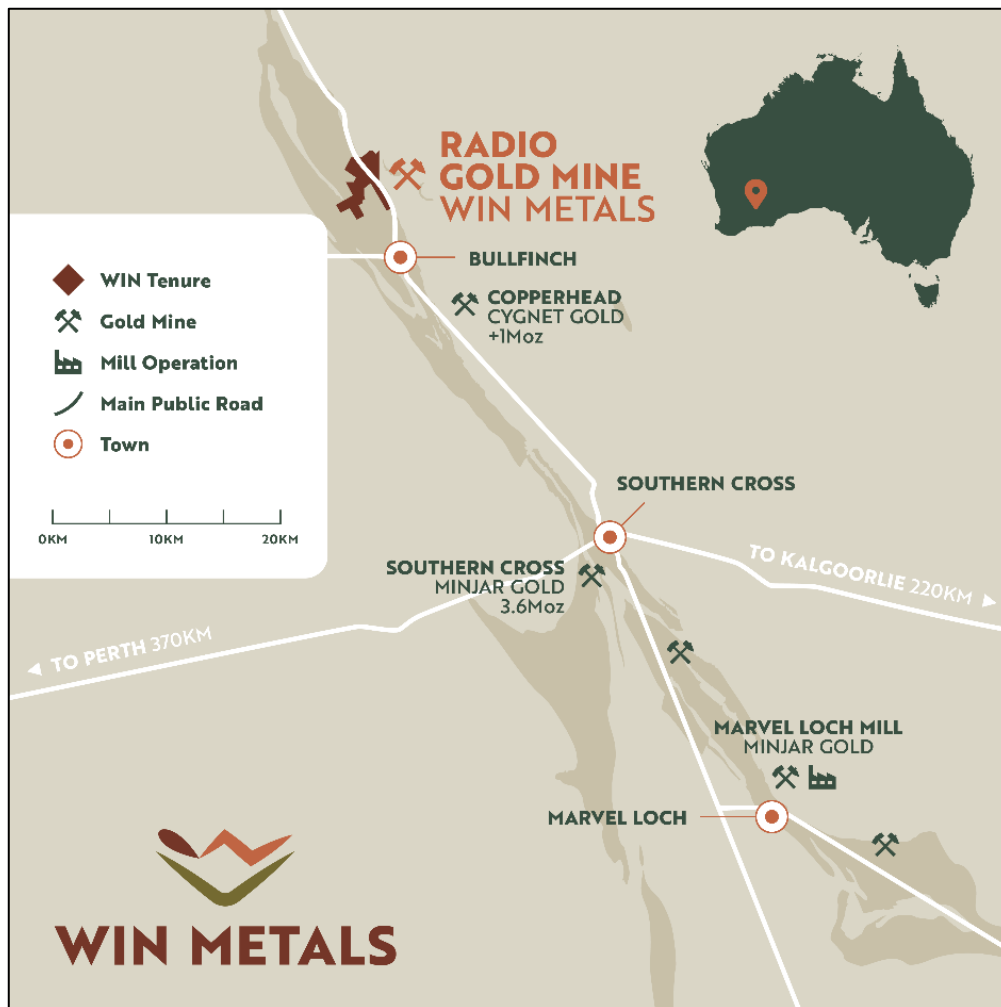 RADIO
GOLD MINE
WIN METALS
BULLFINCH
COPPERHEAD
CYGNET GOLD
+1Moz
WIN Tenure
Gold Mine
Mill Operation
Main Public Road
Town
0KM 10KM 20KM
SOUTHERN CROSS
SOUTHERN CROSS
MINJAR GOLD
3.6Moz
TO KALGOORLIE 220KM
TO PERTH 370KM
MARVEL LOCH MILL
MINJAR GOLD
MARVEL LOCH
WIN METALS